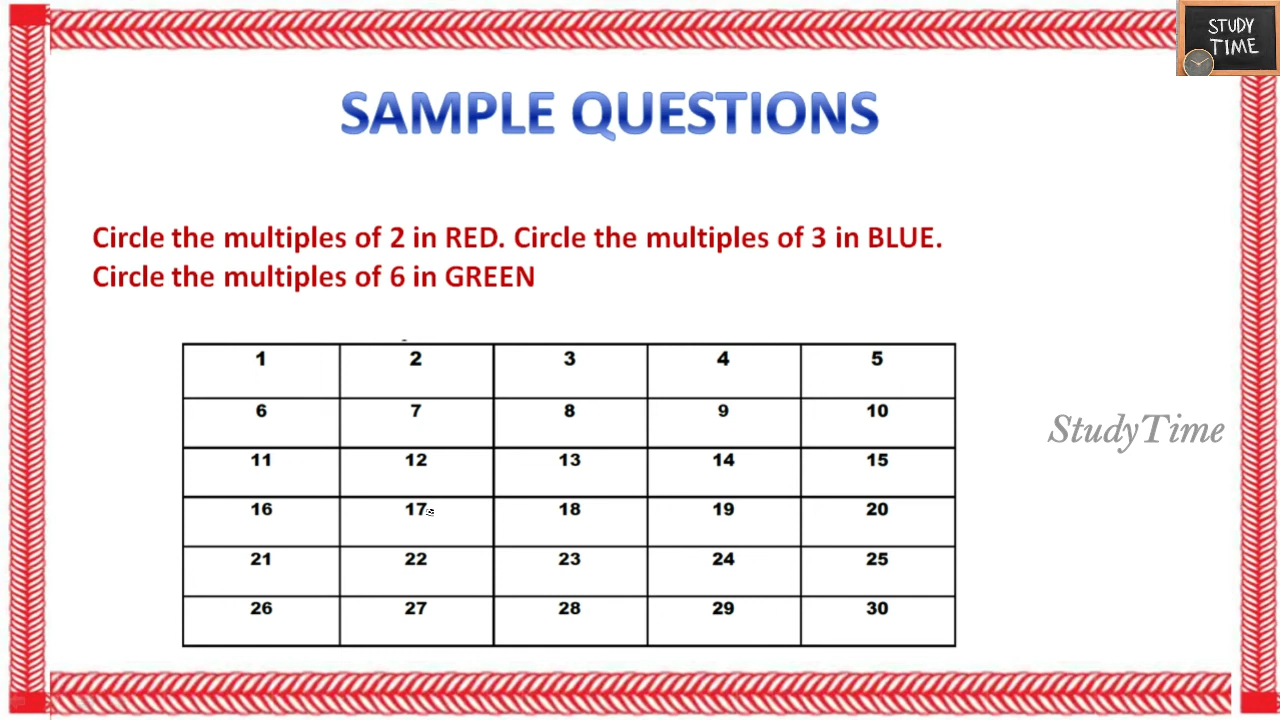 STUDY
TIME
SAMPLE QUESTIONS
Circle the multiples of 2 in RED. Circle the multiples of 3 in BLUE.
Circle the multiples of 6 in GREEN
1 2 3 4 5
6 7 8 9 10
11 12 13 14 15
16 17 18 19 20
21 22 23 24 25
26 27 28 29 30
StudyTime